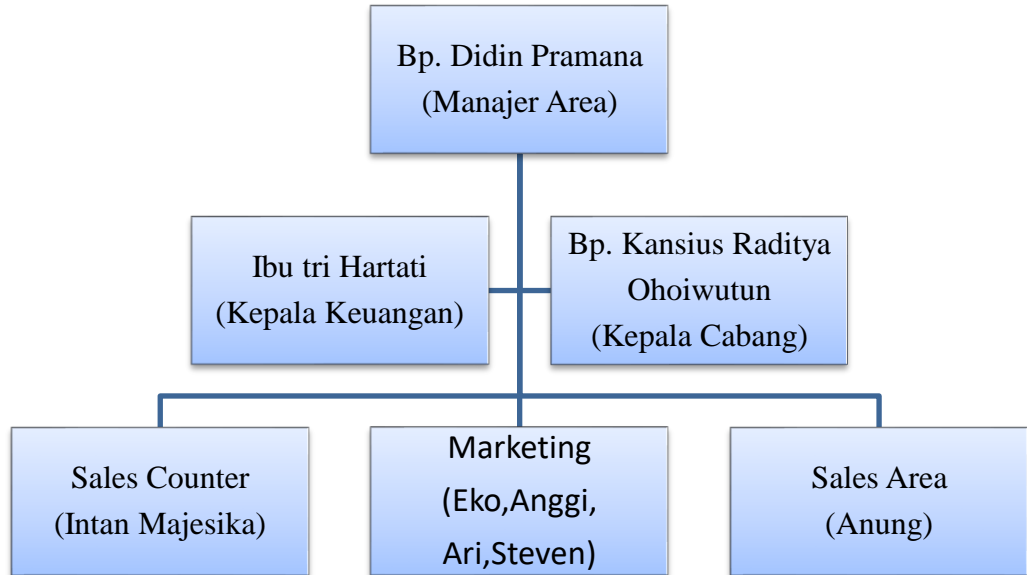 Bp. Didin Pramana
(Manajer Area)
Ibu tri Hartati
(Kepala Keuangan)
Bp. Kansius Raditya
Ohoiwutun
(Kepala Cabang)
Sales Counter
(Intan Majesika)
Marketing
(Eko,Anggi,
Ari,Steven)
Sales Area
(Anung)